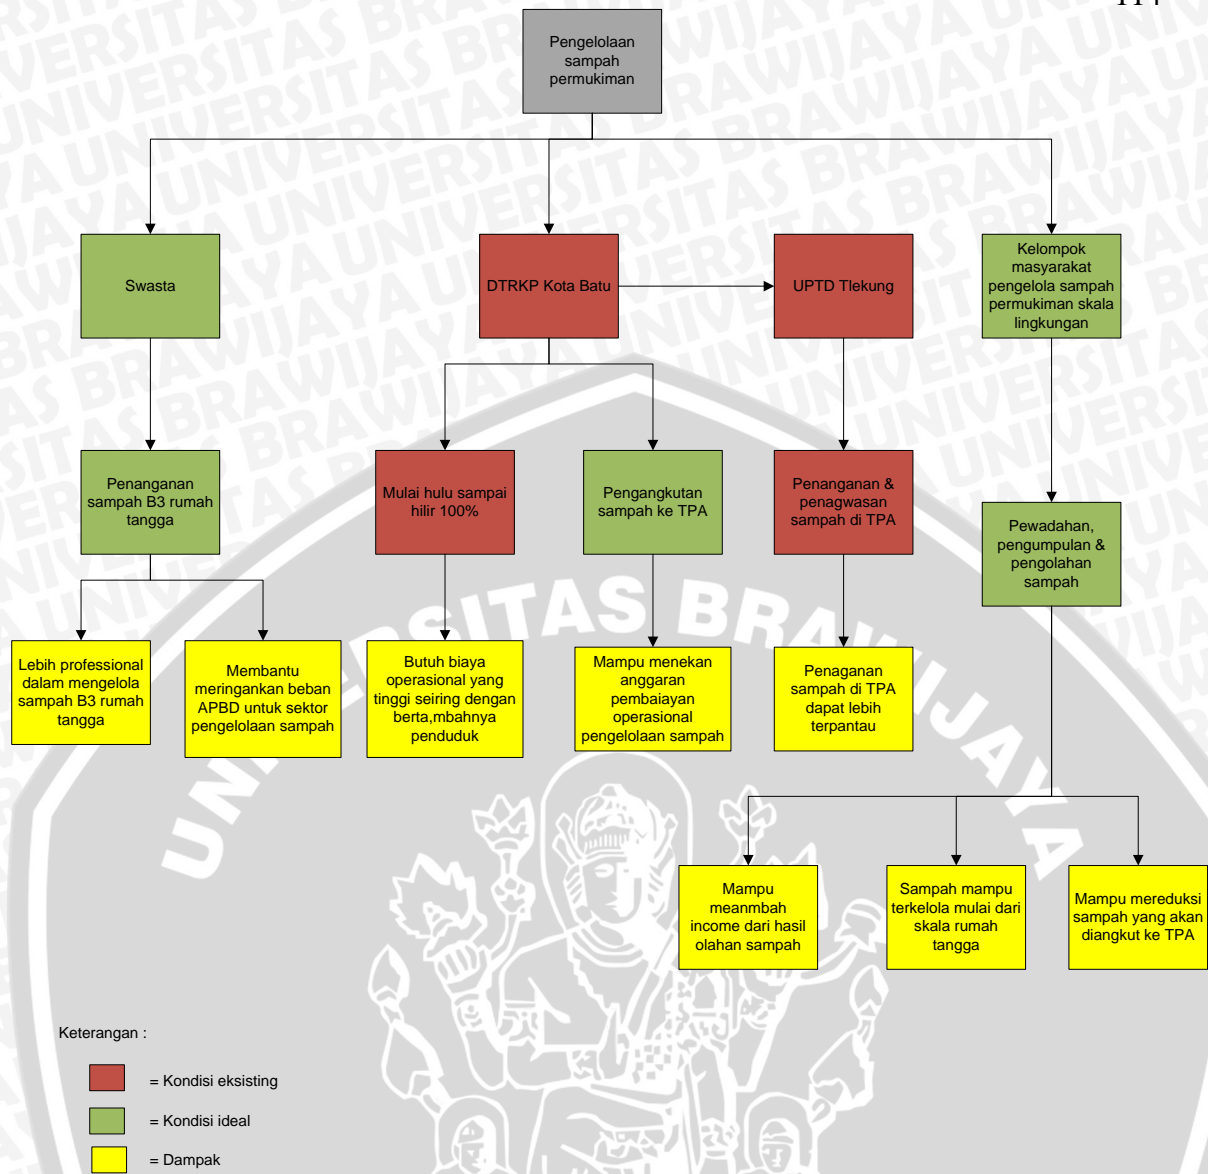 Pengelolaan
sampah
permukiman
Swasta
DTRKP Kota Batu
UPTD Tlekung
Kelompok
masyarakat
pengelola sampah
permukiman skala
lingkungan
Penanganan
sampah B3 rumah
tangga
Mulai hulu sampai
hilir 100%
Pengangkutan
sampah ke TPA
Penanganan &
penagwasan
sampah di TPA
Pewadahan,
pengumpulan &
pengolahan
sampah
Lebih professional
dalam mengelola
sampah B3 rumah
tangga
Membantu
meringankan beban
APBD untuk sektor
pengelolaan sampah
Butuh biaya
operasional yang
tinggi seiring dengan
berta,mbahnya
penduduk
Mampu menekan
anggaran
pembaiayan
operasional
pengelolaan sampah
Penaganan
sampah di TPA
dapat lebih
terpantau
Mampu
meanmbah
income dari hasil
olahan sampah
Sampah mampu
terkelola mulai dari
skala rumah
tangga
Mampu mereduksi
sampah yang akan
diangkut ke TPA
Keterangan :
= Kondisi eksisting
= Kondisi ideal
= Dampak
UNIVERSITAS BRAWIJAYA